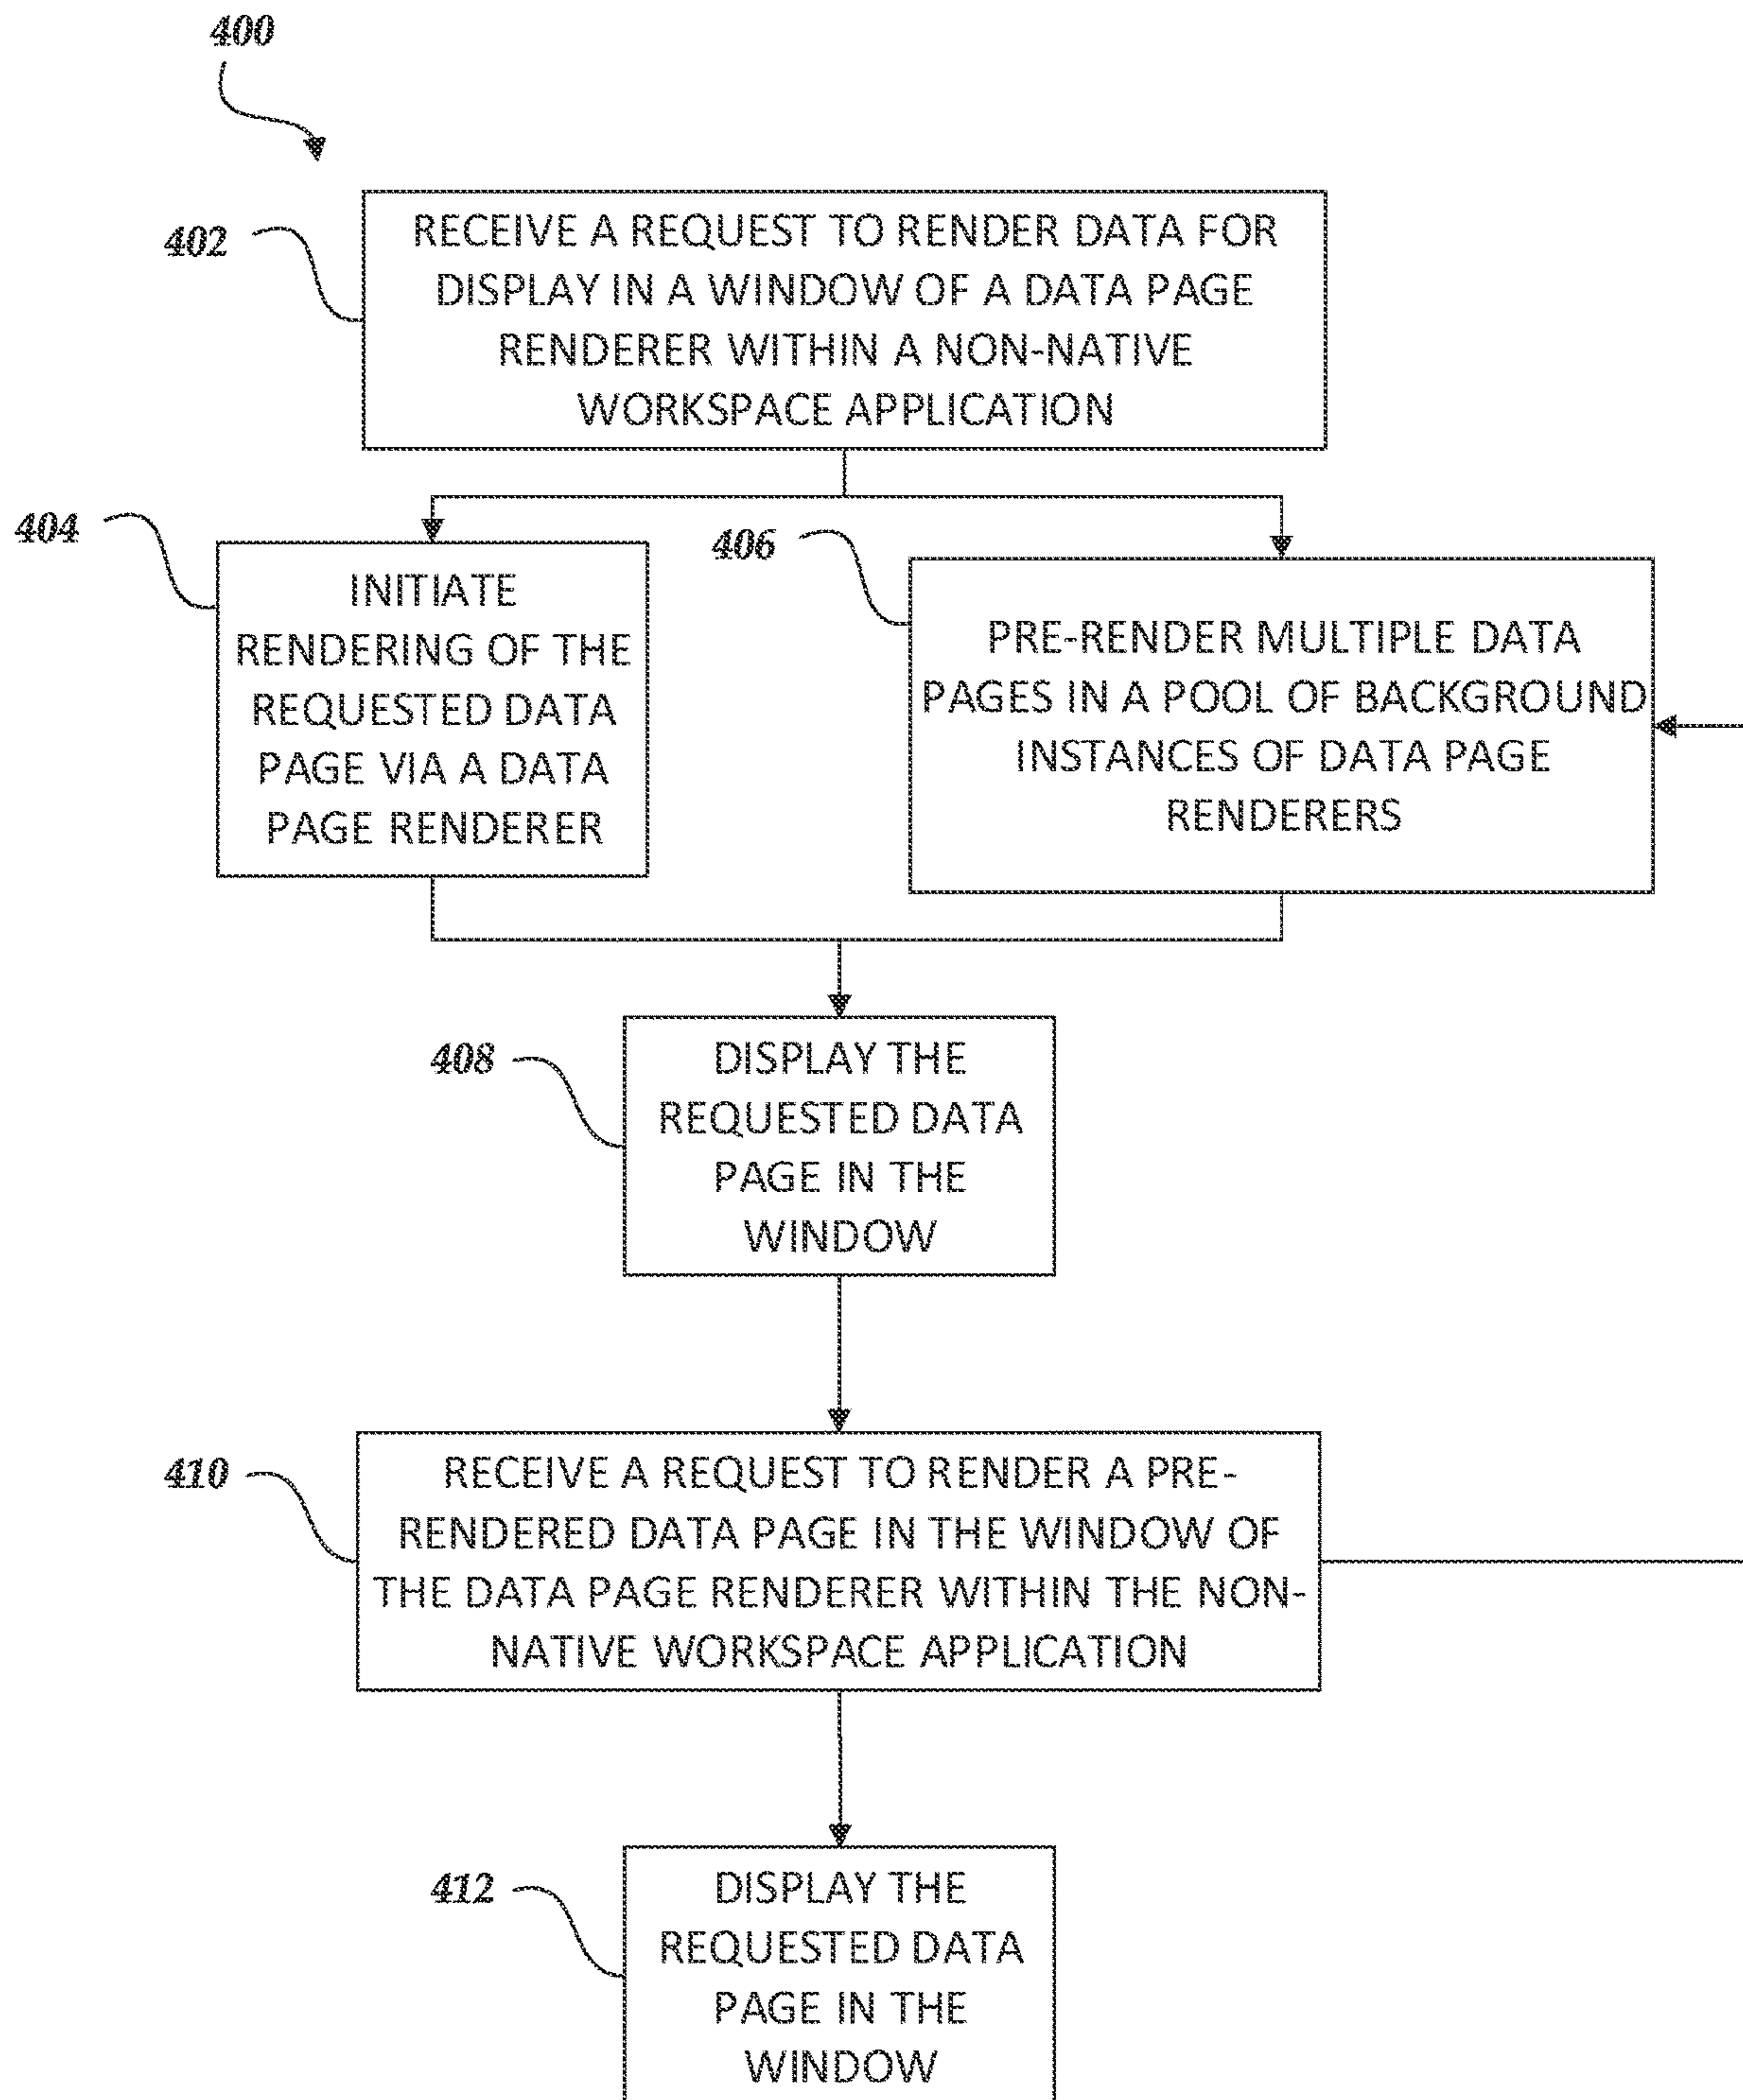 400
402
RECEIVE A REQUEST TO RENDER DATA FOR
DISPLAY IN A WINDOW OF A DATA PAGE
RENDERER WITHIN A NON-NATIVE
WORKSPACE APPLICATION
404
INITIATE
RENDERING OF THE
REQUESTED DATA
PAGE VIA A DATA
PAGE RENDERER
406
PRE-RENDER MULTIPLE DATA
PAGES IN A POOL OF BACKGROUND
INSTANCES OF DATA PAGE
RENDERERS
408
DISPLAY THE
REQUESTED DATA
PAGE IN THE
WINDOW
410
RECEIVE A REQUEST TO RENDER A PRE-
RENDERED DATA PAGE IN THE WINDOW OF
THE DATA PAGE RENDERER WITHIN THE NON-
NATIVE WORKSPACE APPLICATION
412
DISPLAY THE
REQUESTED DATA
PAGE IN THE
WINDOW